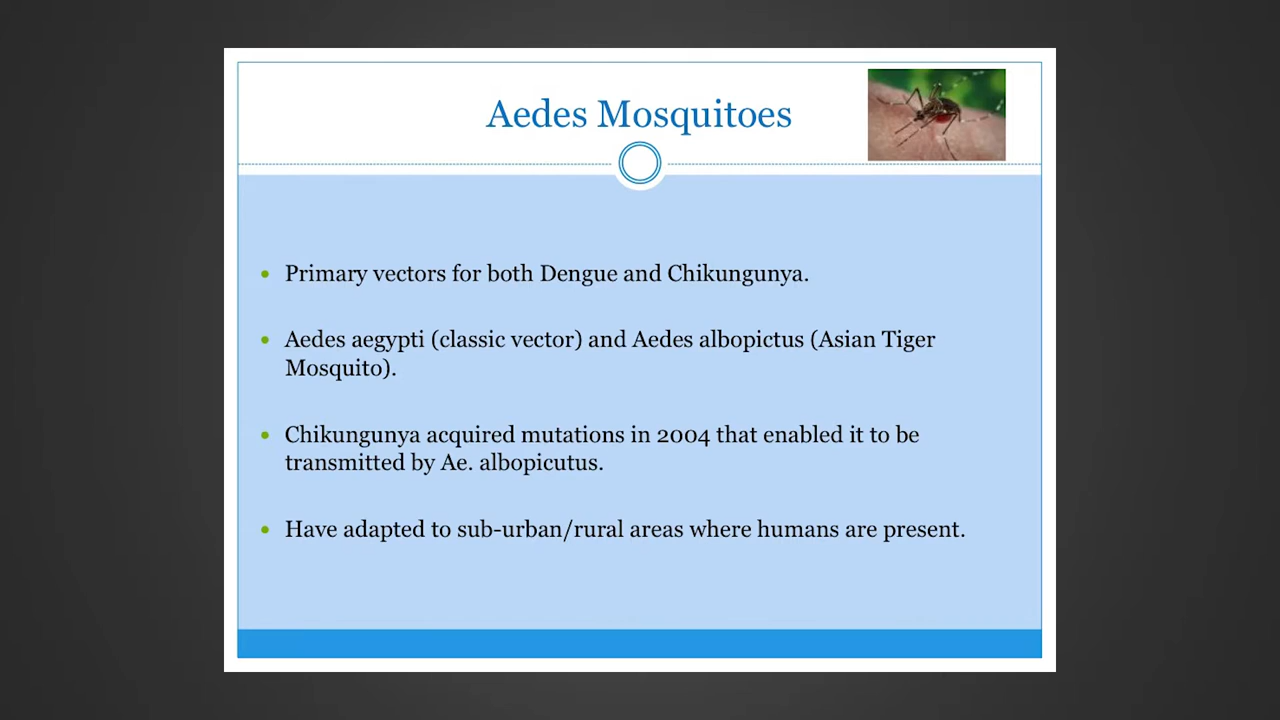 Aedes Mosquitoes
• Primary vectors for both Dengue and Chikungunya.
• Aedes aegypti (classic vector) and Aedes albopictus (Asian Tiger
Mosquito).
• Chikungunya acquired mutations in 2004 that enabled it to be
transmitted by Ae. albopicutus.
• Have adapted to sub-urban/rural areas where humans are present.